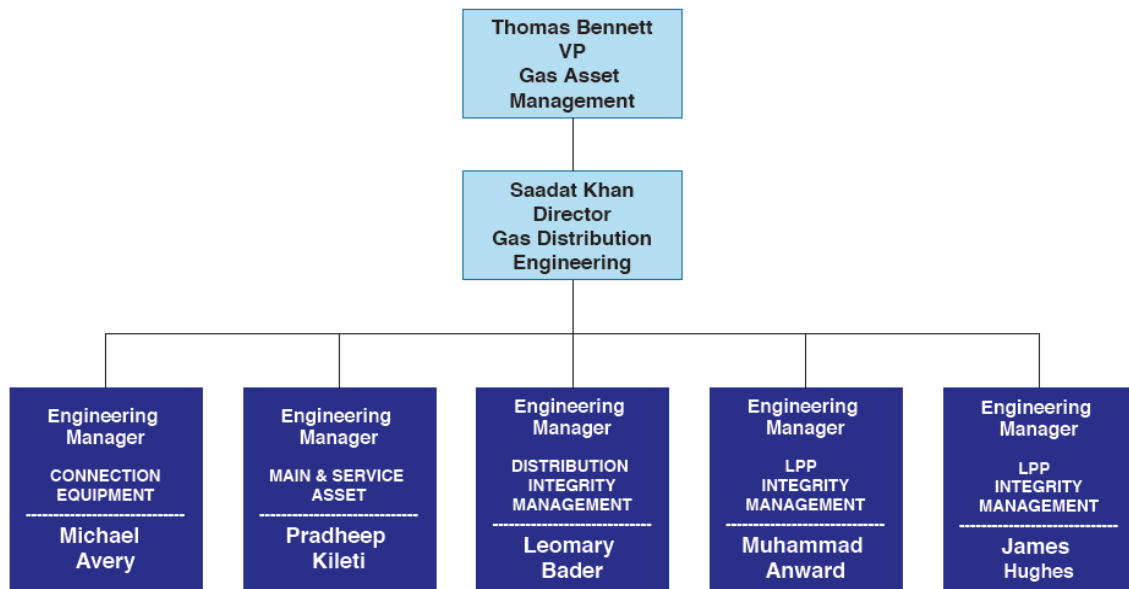 Thomas Bennett
VP
Gas Asset
Management
Saadat Khan
Director
Gas Distribution
Engineering
Engineering
Manager
CONNECTION
EQUIPMENT
Michael
Avery
Engineering
Manager
MAIN & SERVICE
ASSET
Pradheep
Kileti
Engineering
Manager
DISTRIBUTION
INTEGRITY
MANAGEMENT
Leomary
Bader
Engineering
Manager
LPP
INTEGRITY
MANAGEMENT
Muhammad
Anward
Engineering
Manager
LPP
INTEGRITY
MANAGEMENT
James
Hughes